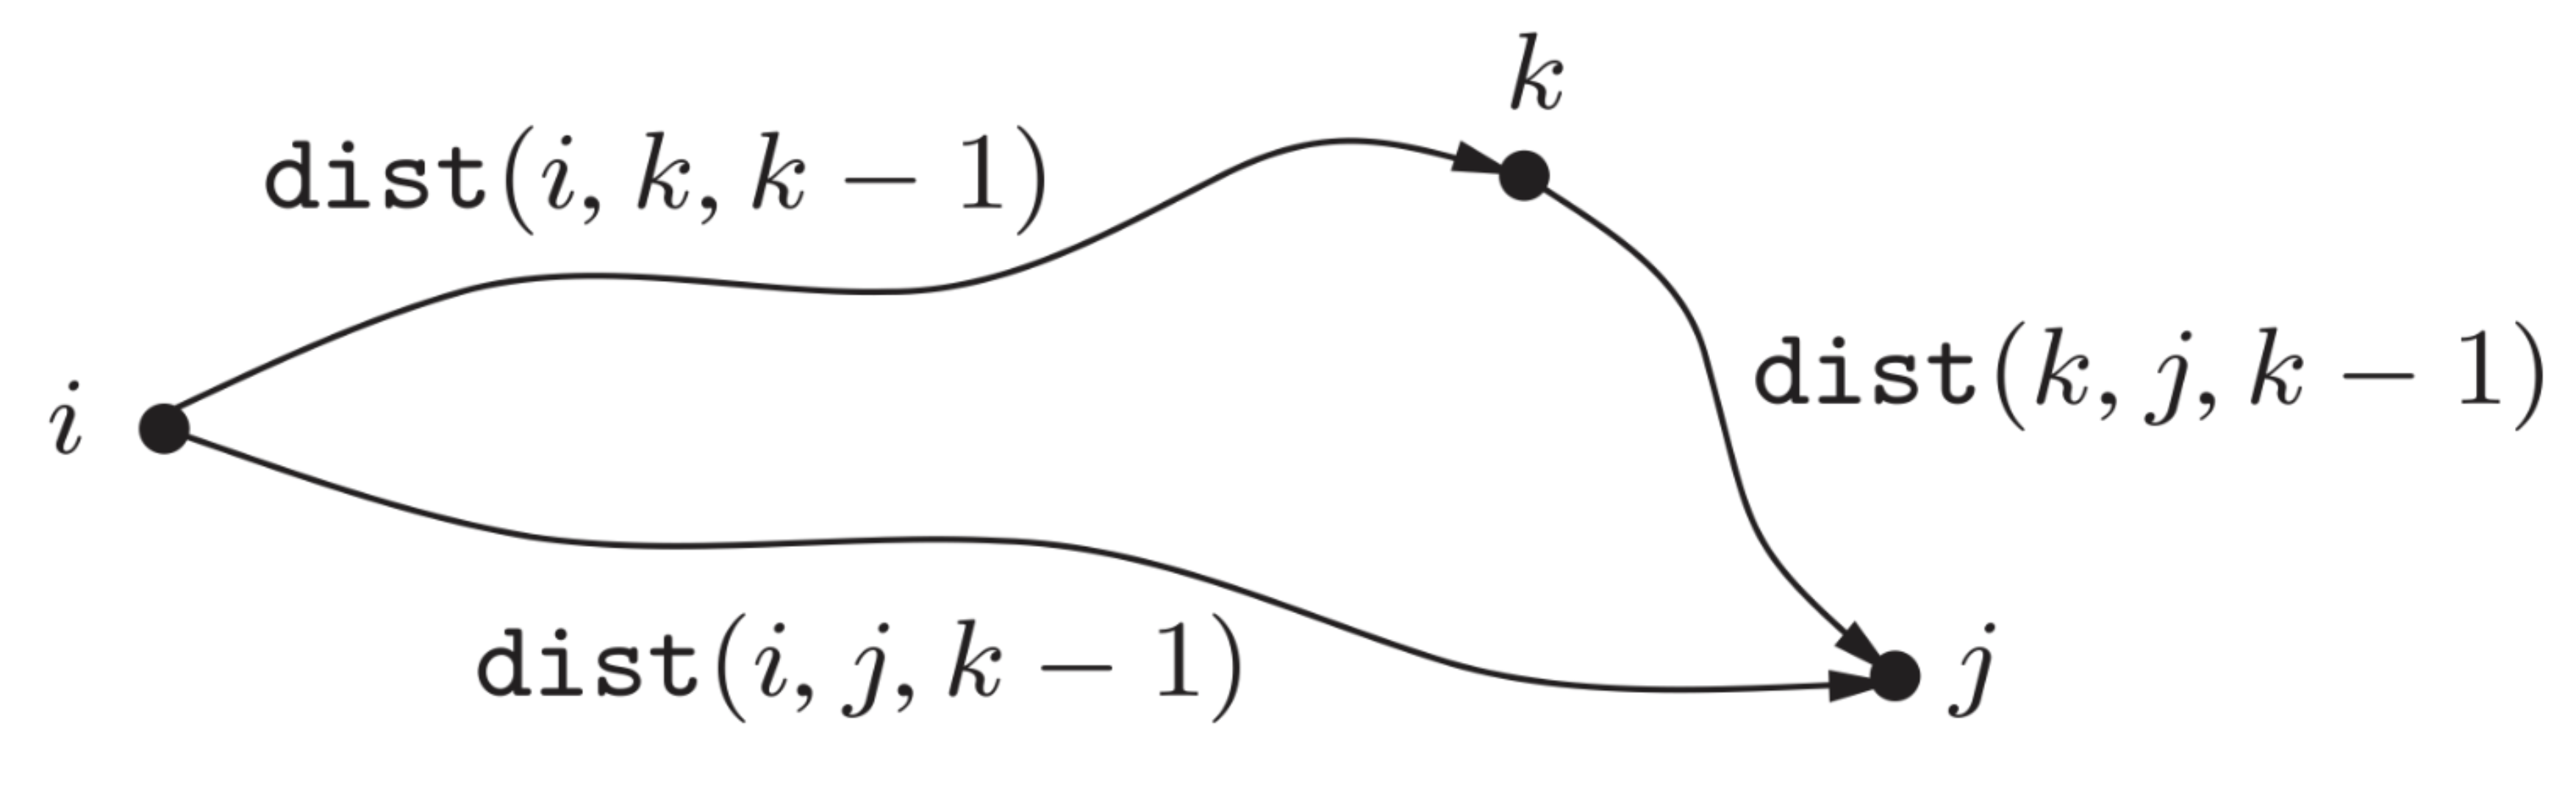 k
dist(i, k, k − 1)
dist(k, j, k − 1)
i
dist(i, j, k − 1)
j